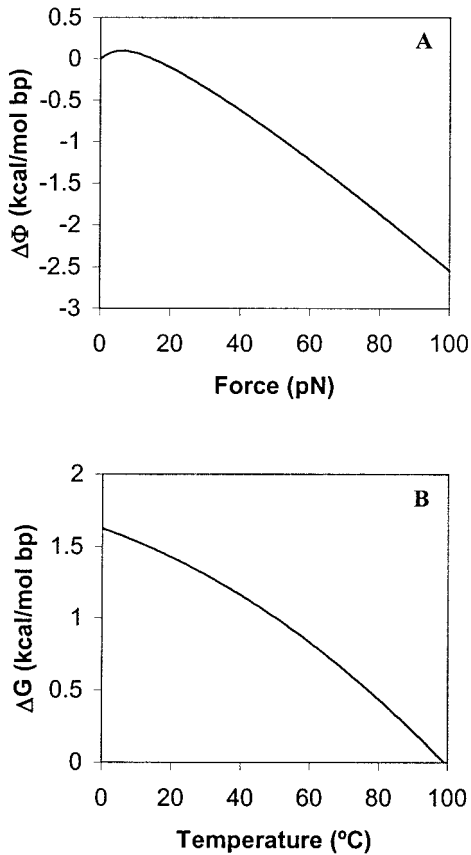 A
0.5
0
-0.5
-1
-1.5
-2
-2.5
-3
ΔΦ (kcal/mol bp)
0 20 40 60 80 100
Force (pN)
B
2
1.5
1
0.5
0
ΔG (kcal/mol bp)
0 20 40 60 80 100
Temperature (ºC)